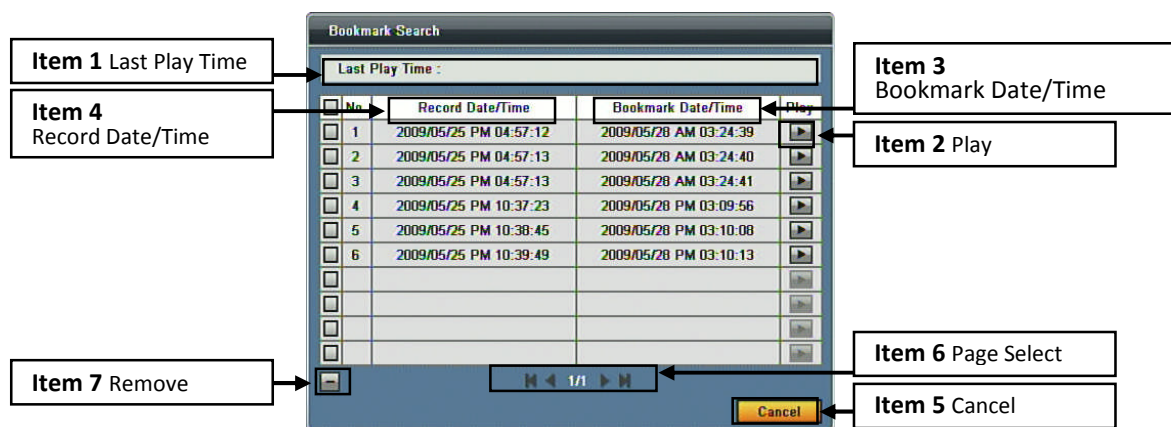 Bookmark Search
Item 1 Last Play Time
Last Play Time :
Item 3
Bookmark Date/Time
Item 4
Record Date/Time
No Record Date/Time Bookmark Date/Time Play
Item 2 Play
1 2009/05/25 PM 04:57:12 2009/05/28 AM 03:24:39
2 2009/05/25 PM 04:57:13 2009/05/28 AM 03:24:40
3 2009/05/25 PM 04:57:13 2009/05/28 AM 03:24:41
4 2009/05/25 PM 10:37:23 2009/05/28 PM 03:09:56
5 2009/05/25 PM 10:38:45 2009/05/28 PM 03:10:08
6 2009/05/25 PM 10:39:49 2009/05/28 PM 03:10:13
Item 6 Page Select
Item 7 Remove
1/1
Item 5 Cancel
Cancel